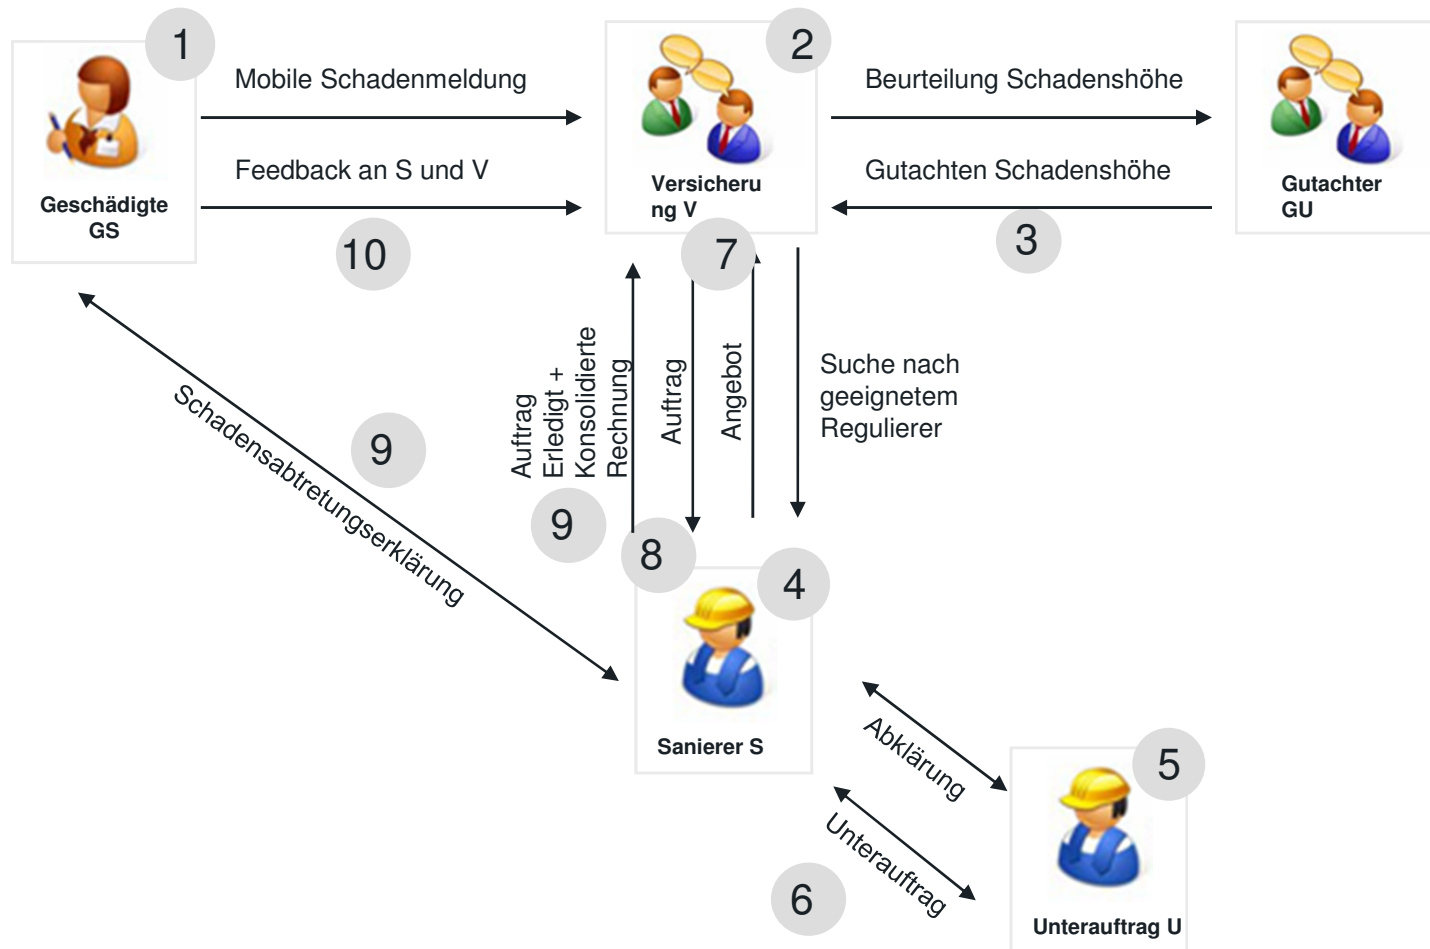 1
Mobile Schadenmeldung
Feedback an S und V
10
Geschädigte
GS
2
Versicheru
ng V
Beurteilung Schadenshöhe
Gutachten Schadenshöhe
3
Gutachter
GU
7
Auftrag
Erledigt +
Konsolidierte
Rechnung
Auftrag
Angebot
Suche nach
geeignetem
Regulierer
Schadensabtretungserklärung
9
9
8
4
Sanierer S
Abklärung
Unterauftrag
6
5
Unterauftrag U